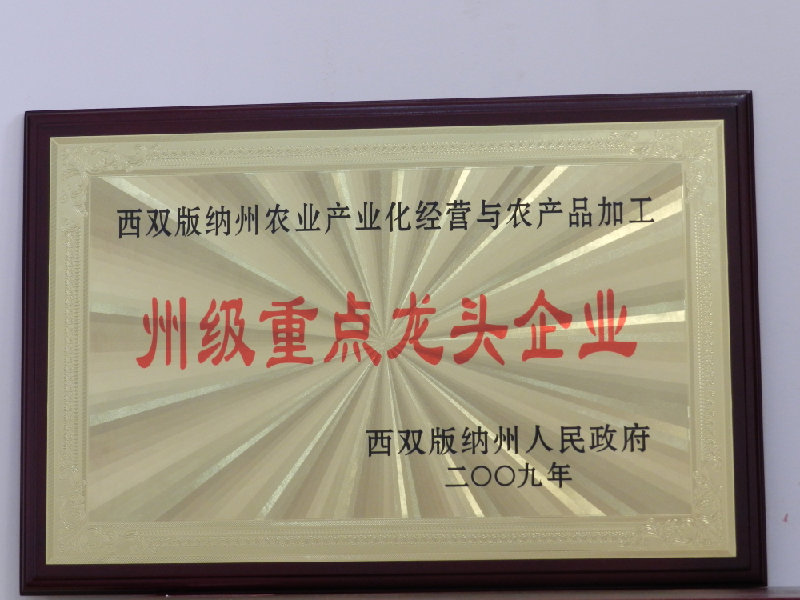 西双版纳州农业产业化经营与农产品加工
州级重点龙头企业
西双版纳州人民政府
二〇〇九年